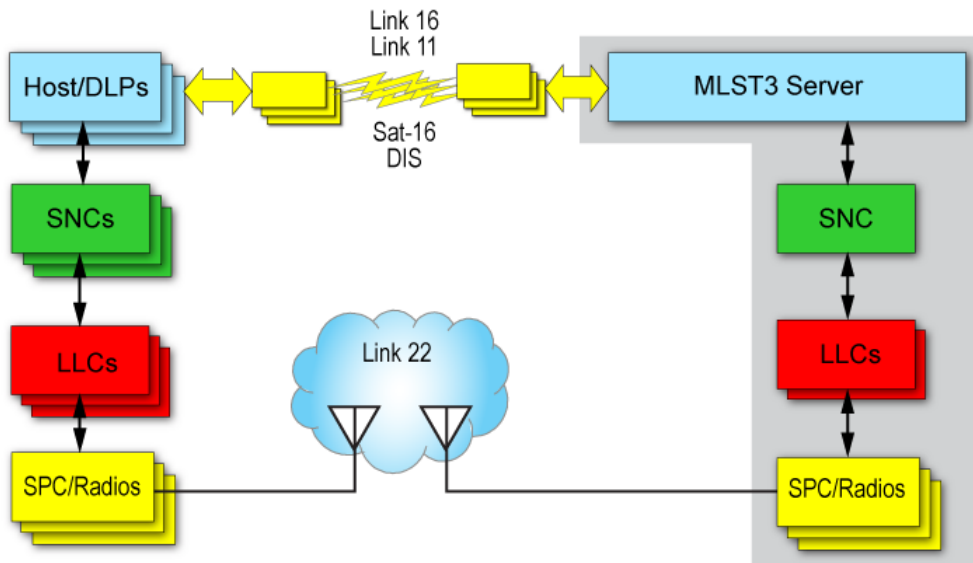 Link 16
Link 11
Host/DLPs
MLST3 Server
Sat-16
DIS
SNCs
SNC
Link 22
LLCs
LLCs
SPC/Radios
SPC/Radios